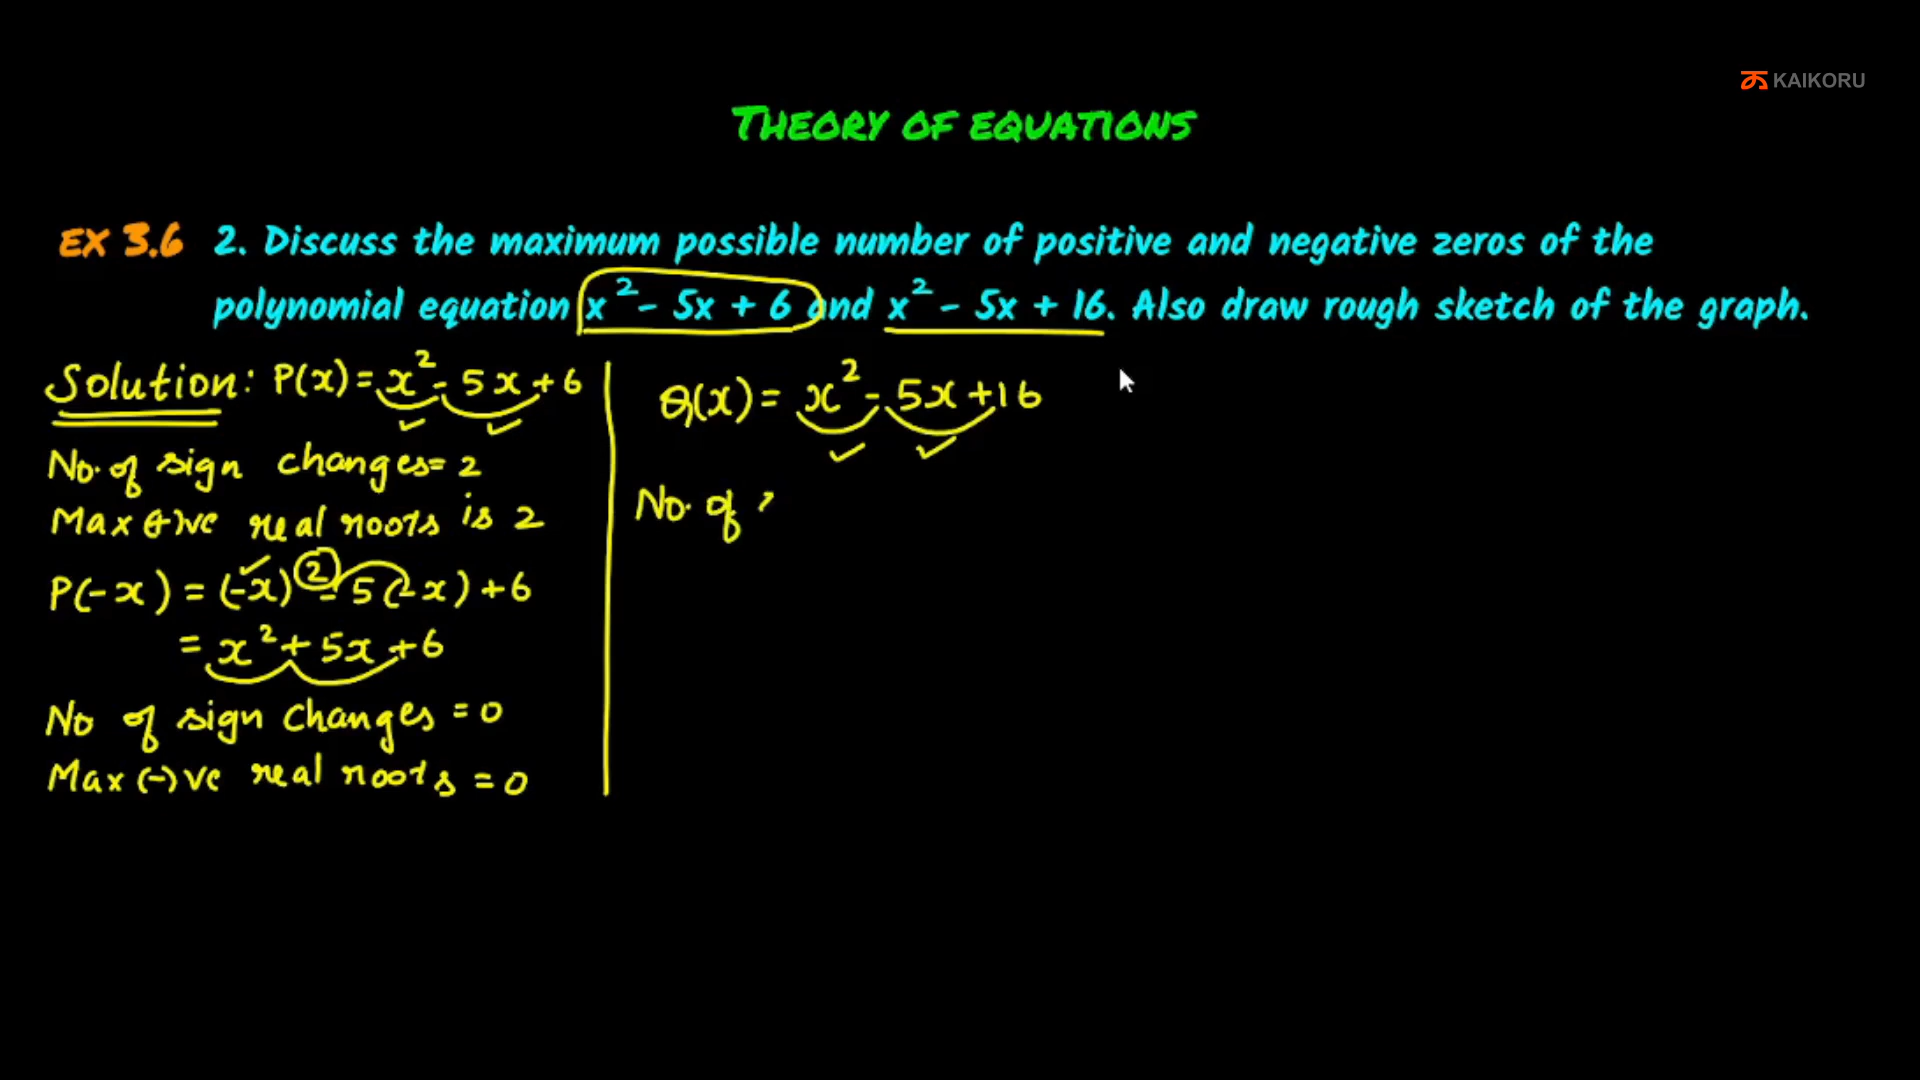 KAIKORU
THEORY OF EQUATIONS
EX 3.6 2. Discuss the maximum possible number of positive and negative zeros of the
polynomial equation x² - 5x + 6 and x² - 5x + 16. Also draw rough sketch of the graph.
Solution: P(x) = x² - 5x + 6
No. of sign changes = 2
Max (+)ve real roots is 2
P(-x) = (-x)² - 5(-x) + 6
= x² + 5x + 6
No of sign changes = 0
Max (-)ve real roots = 0
Q(x) = x² - 5x + 16
No. of